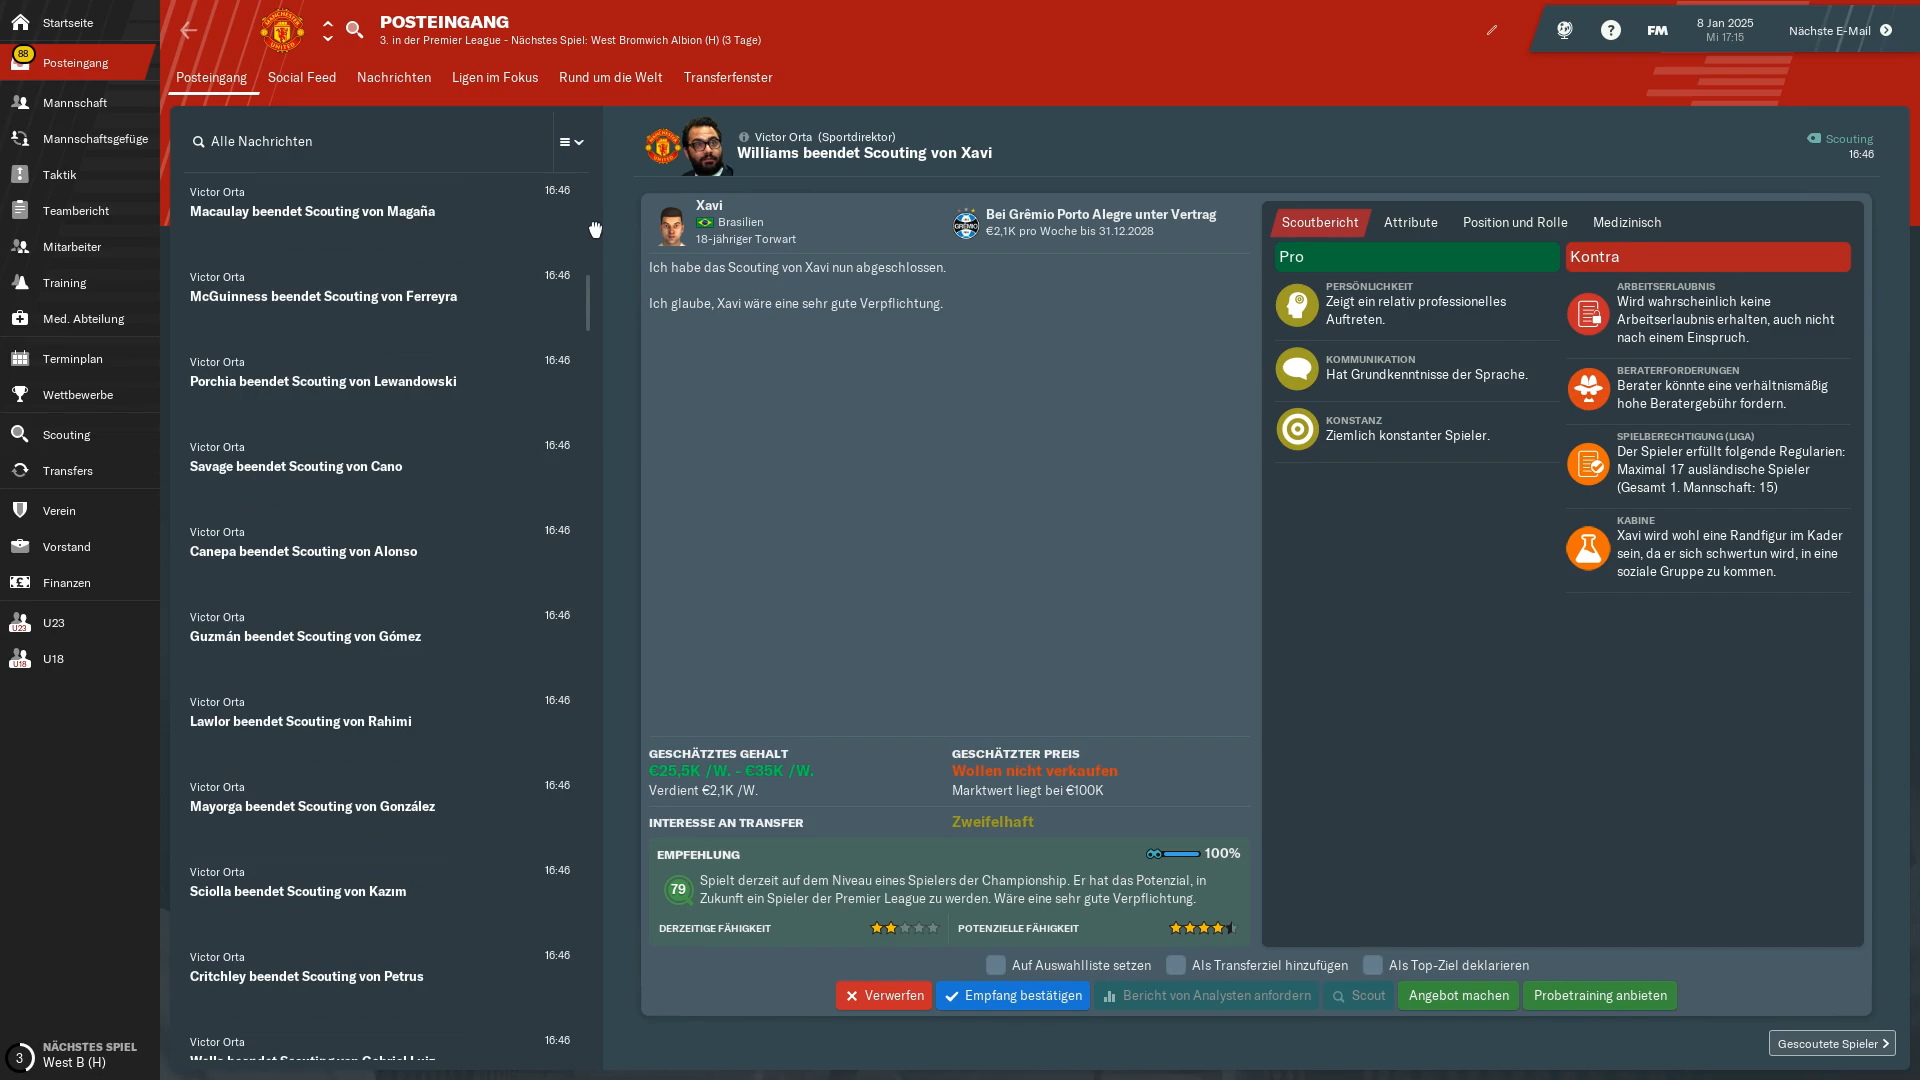 Startseite
88
Posteingang
Mannschaft
Mannschaftsgefüge
Taktik
Teambericht
Mitarbeiter
Training
Med. Abteilung
Terminplan
Wettbewerbe
Scouting
Transfers
Verein
Vorstand
Finanzen
U23
U23
U18
U18
3
NÄCHSTES SPIEL
West B (H)
POSTEINGANG
3. in der Premier League - Nächstes Spiel: West Bromwich Albion (H) (3 Tage)
?
FM
8 Jan 2025
Mi 17:15
Nächste E-Mail
Posteingang
Social Feed
Nachrichten
Ligen im Fokus
Rund um die Welt
Transferfenster
Alle Nachrichten
Victor Orta 16:46
Macaulay beendet Scouting von Magaña
Victor Orta 16:46
McGuinness beendet Scouting von Ferreyra
Victor Orta 16:46
Porchia beendet Scouting von Lewandowski
Victor Orta 16:46
Savage beendet Scouting von Cano
Victor Orta 16:46
Canepa beendet Scouting von Alonso
Victor Orta 16:46
Guzmán beendet Scouting von Gómez
Victor Orta 16:46
Lawlor beendet Scouting von Rahimi
Victor Orta 16:46
Mayorga beendet Scouting von González
Victor Orta 16:46
Sciolla beendet Scouting von Kazım
Victor Orta 16:46
Critchley beendet Scouting von Petrus
Victor Orta 16:46
beendet Scouting von Gabriel Luiz
Victor Orta (Sportdirektor)
Williams beendet Scouting von Xavi
Scouting
16:46
Xavi
Brasilien
18-jähriger Torwart
Bei Grêmio Porto Alegre unter Vertrag
€2,1K pro Woche bis 31.12.2028
Ich habe das Scouting von Xavi nun abgeschlossen.
Ich glaube, Xavi wäre eine sehr gute Verpflichtung.
GESCHÄTZTES GEHALT
€25,5K /W. - €35K /W.
Verdient €2,1K /W.
GESCHÄTZTER PREIS
Wollen nicht verkaufen
Marktwert liegt bei €100K
INTERESSE AN TRANSFER
Zweifelhaft
EMPFEHLUNG
100%
79
Spielt derzeit auf dem Niveau eines Spielers der Championship. Er hat das Potenzial, in
Zukunft ein Spieler der Premier League zu werden. Wäre eine sehr gute Verpflichtung.
DERZEITIGE FÄHIGKEIT
POTENZIELLE FÄHIGKEIT
Scoutbericht
Attribute
Position und Rolle
Medizinisch
Pro
PERSÖNLICHKEIT
Zeigt ein relativ professionelles
Auftreten.
KOMMUNIKATION
Hat Grundkenntnisse der Sprache.
KONSTANZ
Ziemlich konstanter Spieler.
Kontra
ARBEITSERLAUBNIS
Wird wahrscheinlich keine
Arbeitserlaubnis erhalten, auch nicht
nach einem Einspruch.
BERATERFORDERUNGEN
Berater könnte eine verhältnismäßig
hohe Beratergebühr fordern.
SPIELBERECHTIGUNG (LIGA)
Der Spieler erfüllt folgende Regularien:
Maximal 17 ausländische Spieler
(Gesamt 1. Mannschaft: 15)
KABINE
Xavi wird wohl eine Randfigur im Kader
sein, da er sich schwertun wird, in eine
soziale Gruppe zu kommen.
Auf Auswahlliste setzen
Als Transferziel hinzufügen
Als Top-Ziel deklarieren
Verwerfen
Empfang bestätigen
Bericht von Analysten anfordern
Scout
Angebot machen
Probetraining anbieten
Gescoutete Spieler